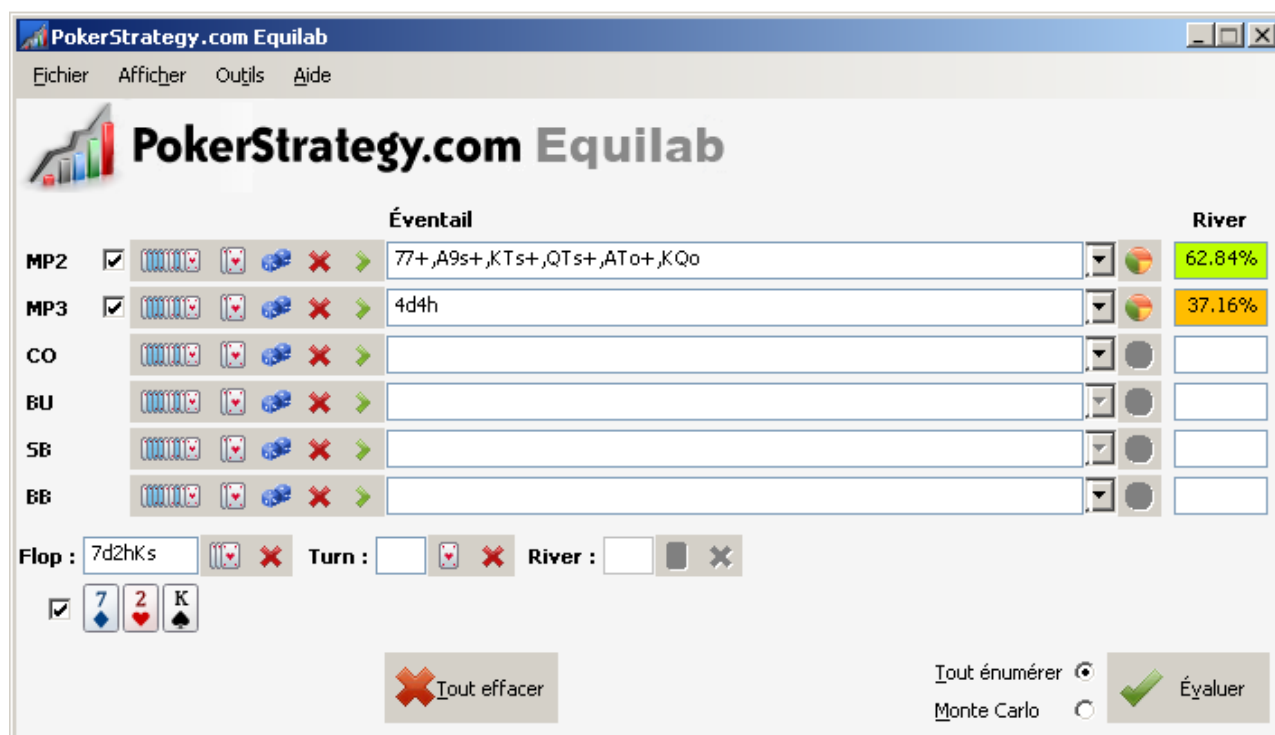 PokerStrategy.com Equilab
Fichier Afficher Outils Aide
PokerStrategy.com Equilab
Éventail River
MP2 77+,A9s+,KTs+,QTs+,ATo+,KQo 62.84%
MP3 4d4h 37.16%
CO
BU
SB
BB
Flop : 7d2hKs Turn : River :
7 2 K
Tout effacer
Tout énumérer
Monte Carlo
Évaluer